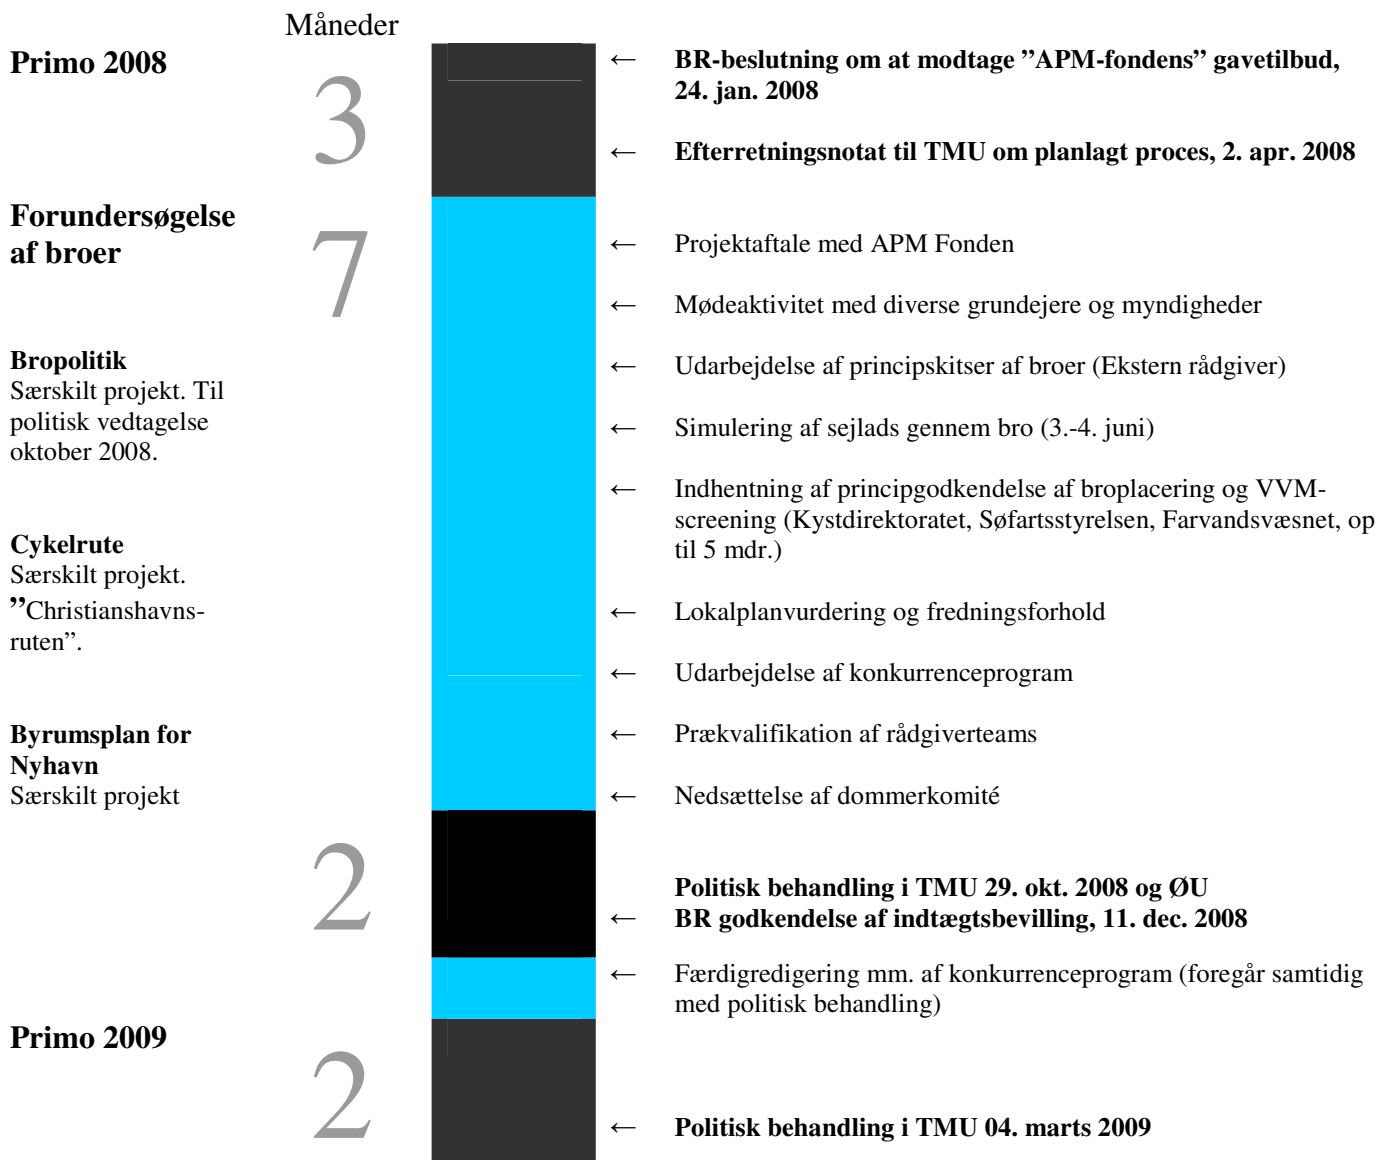 Måneder
Primo 2008
3
← BR-beslutning om at modtage ”APM-fondens” gavetilbud,
24. jan. 2008
← Efterretningsnotat til TMU om planlagt proces, 2. apr. 2008
Forundersøgelse
af broer
7
← Projektaftale med APM Fonden
← Mødeaktivitet med diverse grundejere og myndigheder
Bropolitik
Særskilt projekt. Til
politisk vedtagelse
oktober 2008.
← Udarbejdelse af principskitser af broer (Ekstern rådgiver)
← Simulering af sejlads gennem bro (3.-4. juni)
← Indhentning af principgodkendelse af broplacering og VVM-
screening (Kystdirektoratet, Søfartsstyrelsen, Farvandsvæsnet, op
til 5 mdr.)
Cykelrute
Særskilt projekt.
”Christianshavns-
ruten”.
← Lokalplanvurdering og fredningsforhold
← Udarbejdelse af konkurrenceprogram
Byrumsplan for
Nyhavn
Særskilt projekt
← Prækvalifikation af rådgiverteams
← Nedsættelse af dommerkomité
2
Politisk behandling i TMU 29. okt. 2008 og ØU
← BR godkendelse af indtægtsbevilling, 11. dec. 2008
← Færdigredigering mm. af konkurrenceprogram (foregår samtidig
med politisk behandling)
Primo 2009
2
← Politisk behandling i TMU 04. marts 2009